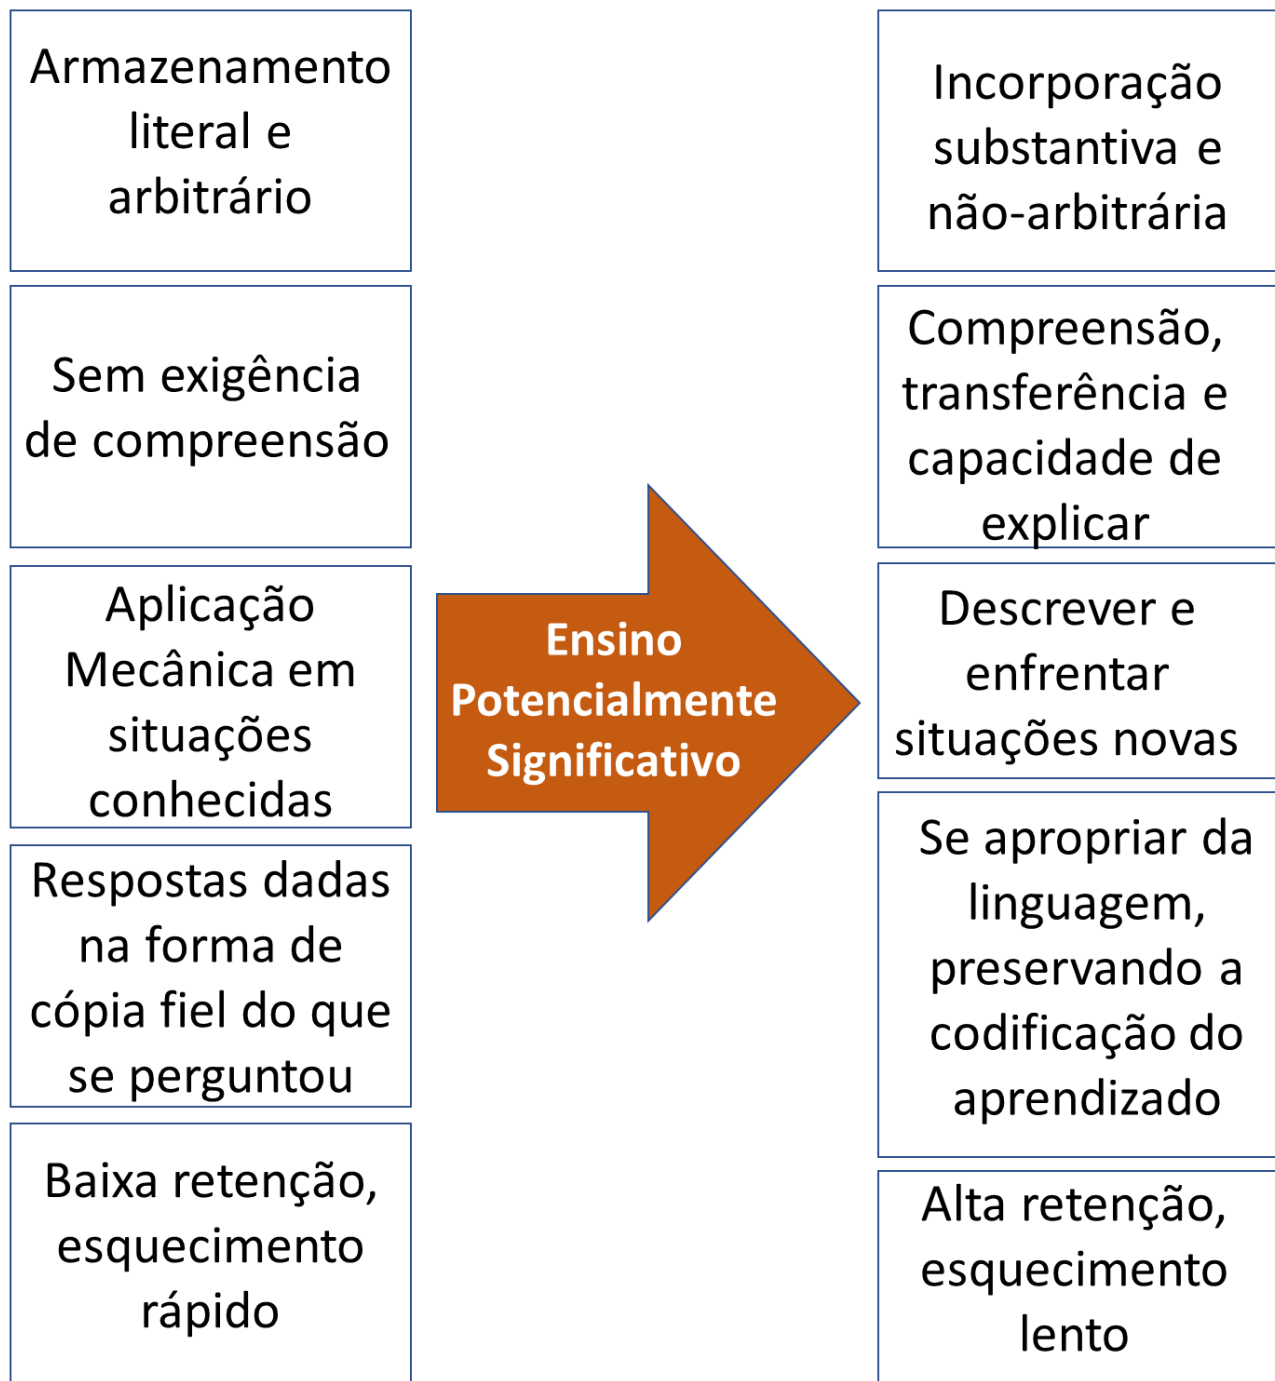 Armazenamento
literal e
arbitrário
Sem exigência
de compreensão
Aplicação
Mecânica em
situações
conhecidas
Respostas dadas
na forma de
cópia fiel do que
se perguntou
Baixa retenção,
esquecimento
rápido
Ensino
Potencialmente
Significativo
Incorporação
substantiva e
não-arbitrária
Compreensão,
transferência e
capacidade de
explicar
Descrever e
enfrentar
situações novas
Se apropriar da
linguagem,
preservando a
codificação do
aprendizado
Alta retenção,
esquecimento
lento